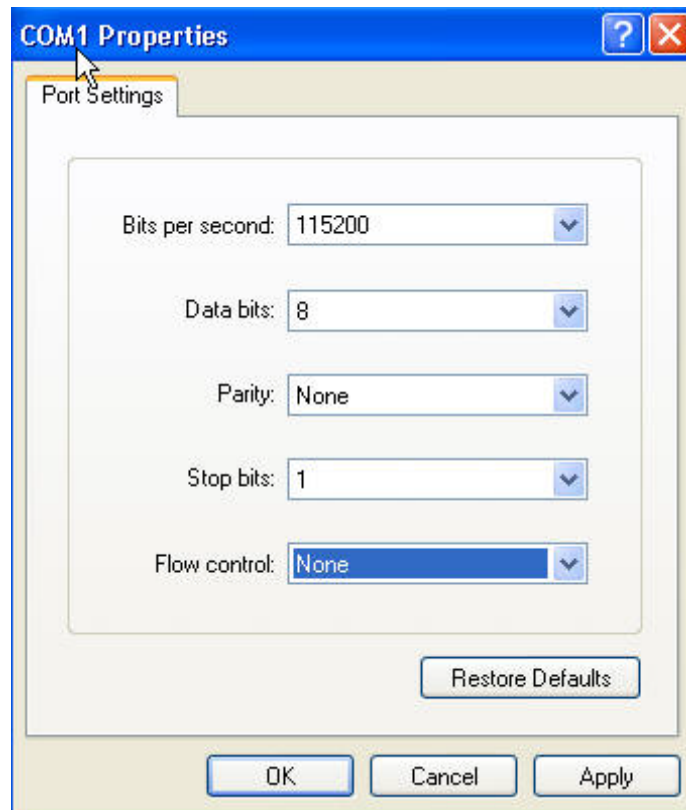 COM1 Properties
Port Settings
Bits per second: 115200
Data bits: 8
Parity: None
Stop bits: 1
Flow control: None
Restore Defaults
OK Cancel Apply